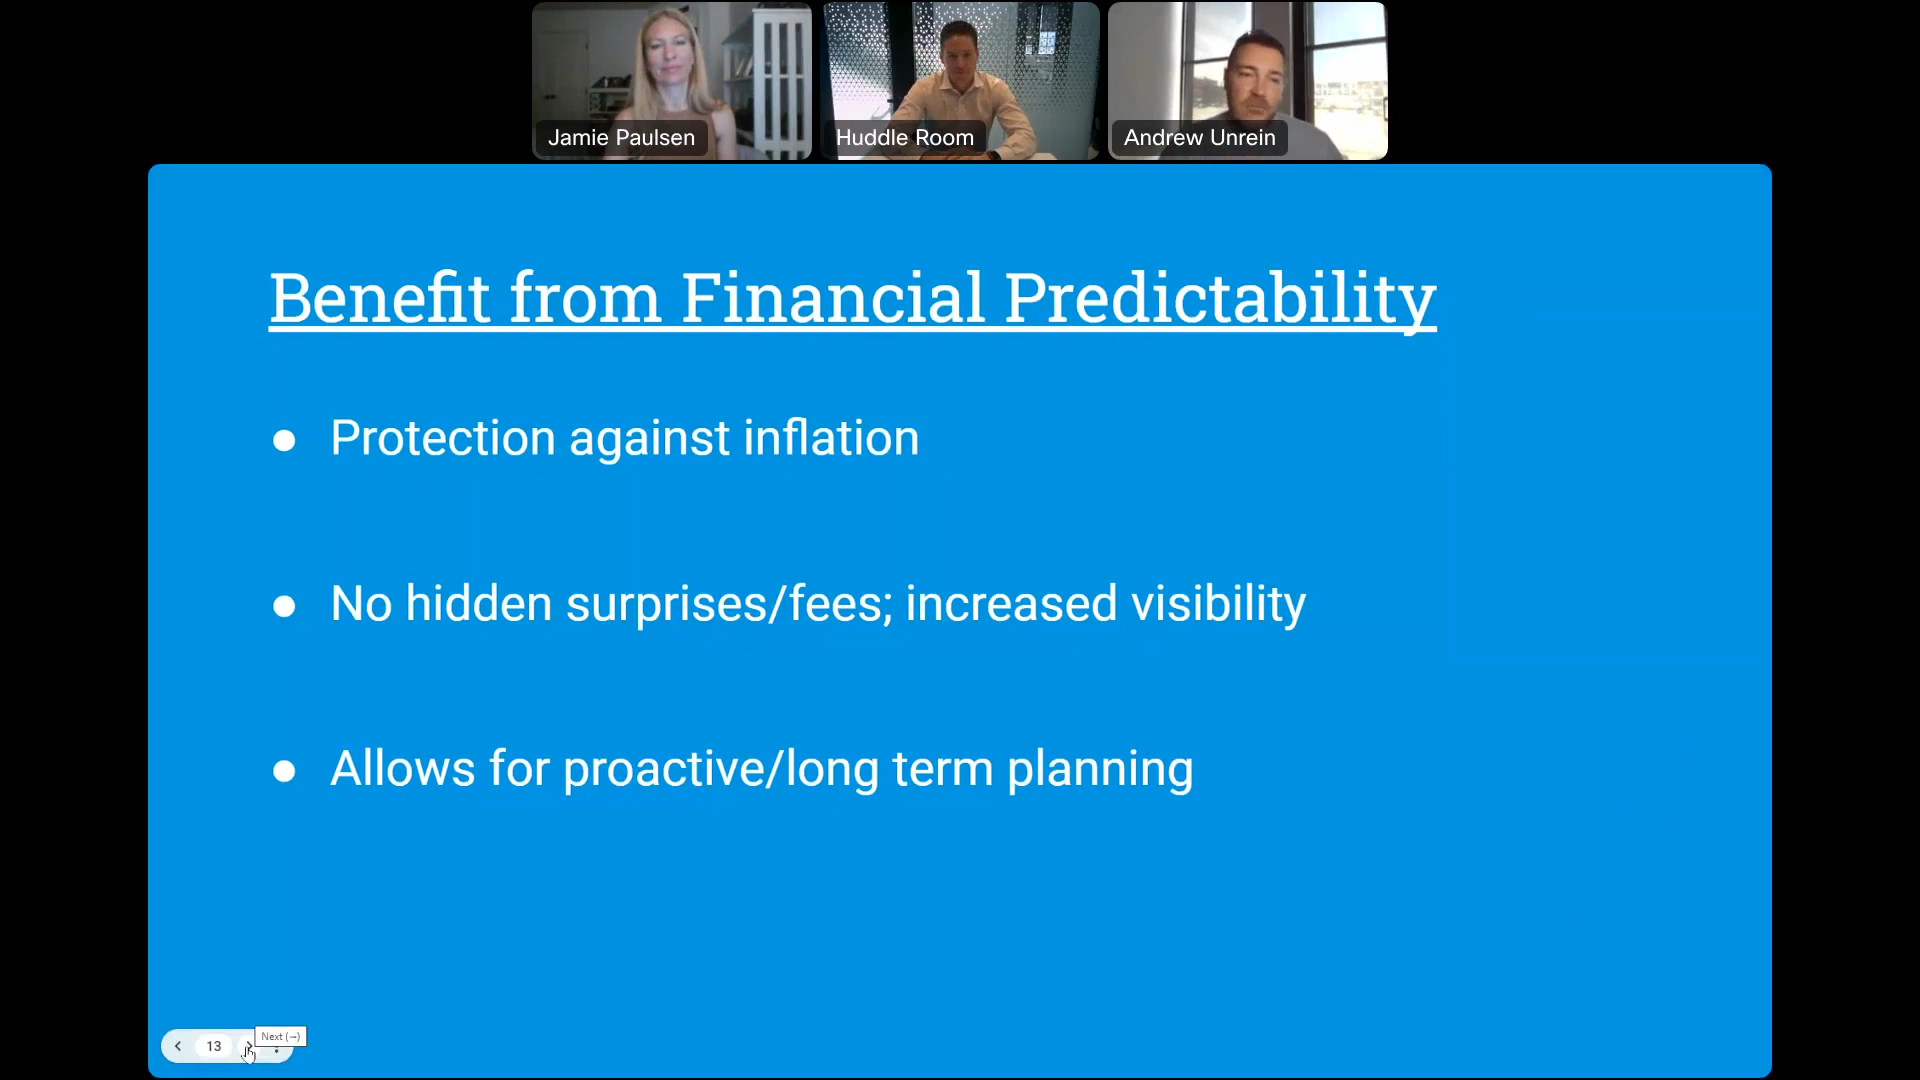 Jamie Paulsen
Huddle Room
Andrew Unrein
Benefit from Financial Predictability
● Protection against inflation
● No hidden surprises/fees; increased visibility
● Allows for proactive/long term planning
13
Next (→)